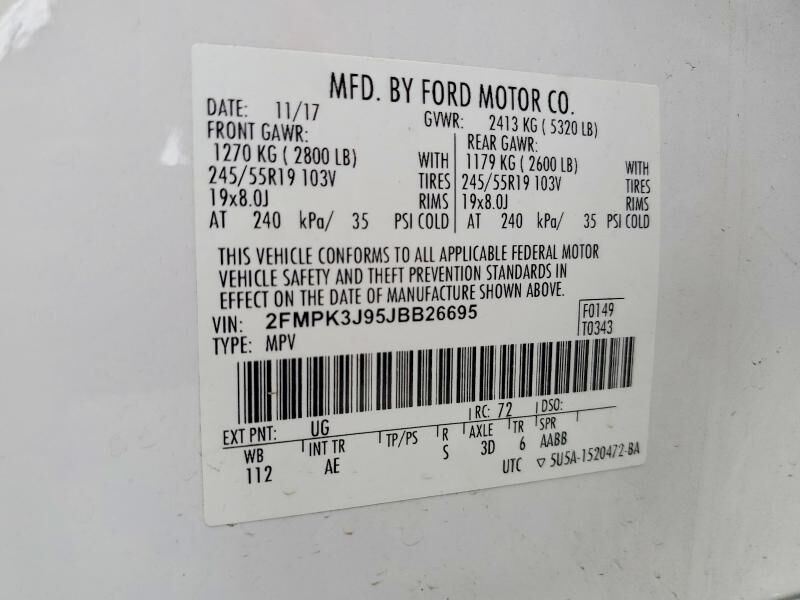 MFD. BY FORD MOTOR CO.
DATE: 11/17 GVWR: 2413 KG ( 5320 LB)
FRONT GAWR: REAR GAWR:
1270 KG ( 2800 LB) WITH 1179 KG ( 2600 LB) WITH
245/55R19 103V TIRES 245/55R19 103V TIRES
19x8.0J RIMS 19x8.0J RIMS
AT 240 kPa/ 35 PSI COLD AT 240 kPa/ 35 PSI COLD
THIS VEHICLE CONFORMS TO ALL APPLICABLE FEDERAL MOTOR
VEHICLE SAFETY AND THEFT PREVENTION STANDARDS IN
EFFECT ON THE DATE OF MANUFACTURE SHOWN ABOVE.
VIN: 2FMPK3J95JBB26695 F0149
TYPE: MPV T0343
EXT PNT: UG RC: 72 DSO:
WB INT TR TP/PS R AXLE TR SPR
112 AE S 3D 6 AABB
UTC ▽ 5U5A-1520472-BA